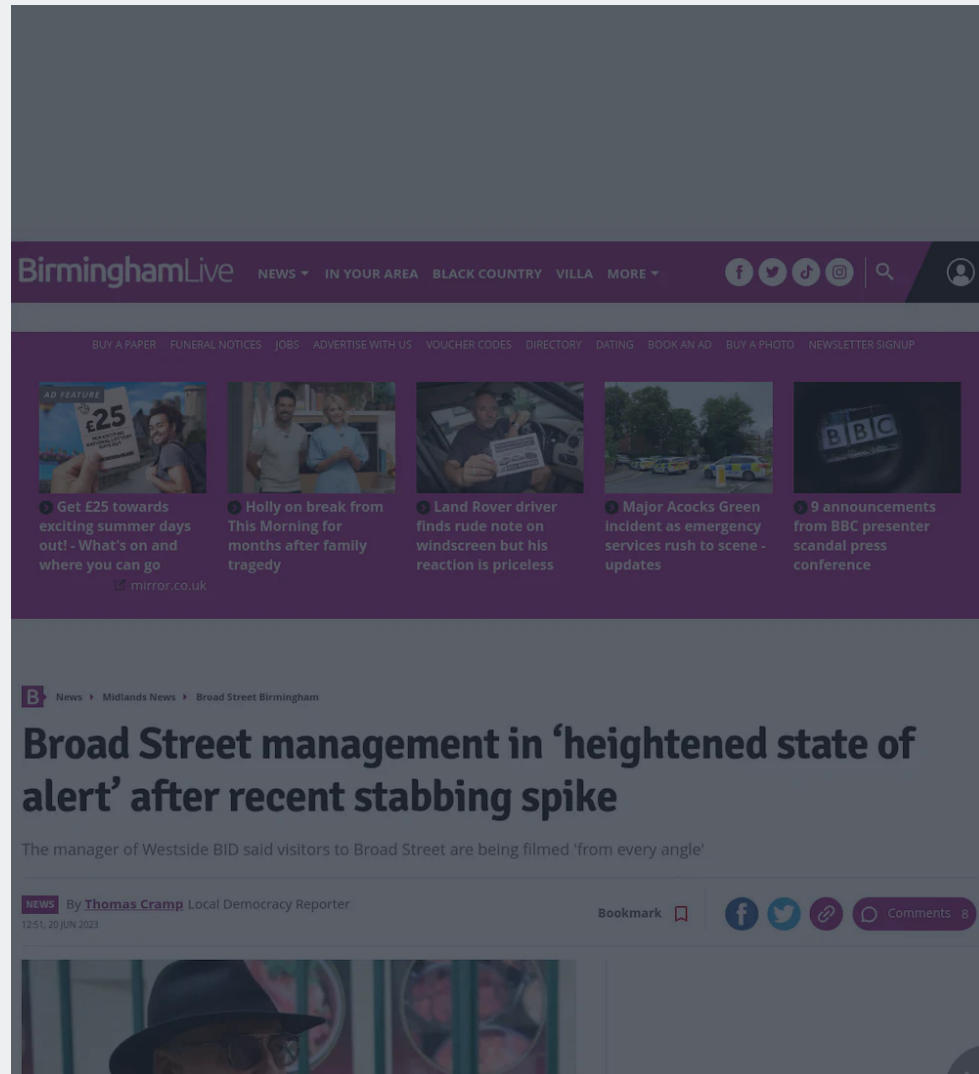 BirminghamLive
NEWS
IN YOUR AREA
BLACK COUNTRY
VILLA
MORE
BUY A PAPER
FUNERAL NOTICES
JOBS
ADVERTISE WITH US
VOUCHER CODES
DIRECTORY
DATING
BOOK AN AD
BUY A PHOTO
NEWSLETTER SIGNUP
AD FEATURE
£25
Get £25 towards
exciting summer days
out! - What's on and
where you can go
mirror.co.uk
Holly on break from
This Morning for
months after family
tragedy
Land Rover driver
finds rude note on
windscreen but his
reaction is priceless
Major Acocks Green
incident as emergency
services rush to scene -
updates
BBC
9 announcements
from BBC presenter
scandal press
conference
B
News
Midlands News
Broad Street Birmingham
Broad Street management in ‘heightened state of
alert’ after recent stabbing spike
The manager of Westside BID said visitors to Broad Street are being filmed 'from every angle'
NEWS By Thomas Cramp Local Democracy Reporter
12:51, 20 JUN 2023
Bookmark
Comments 8